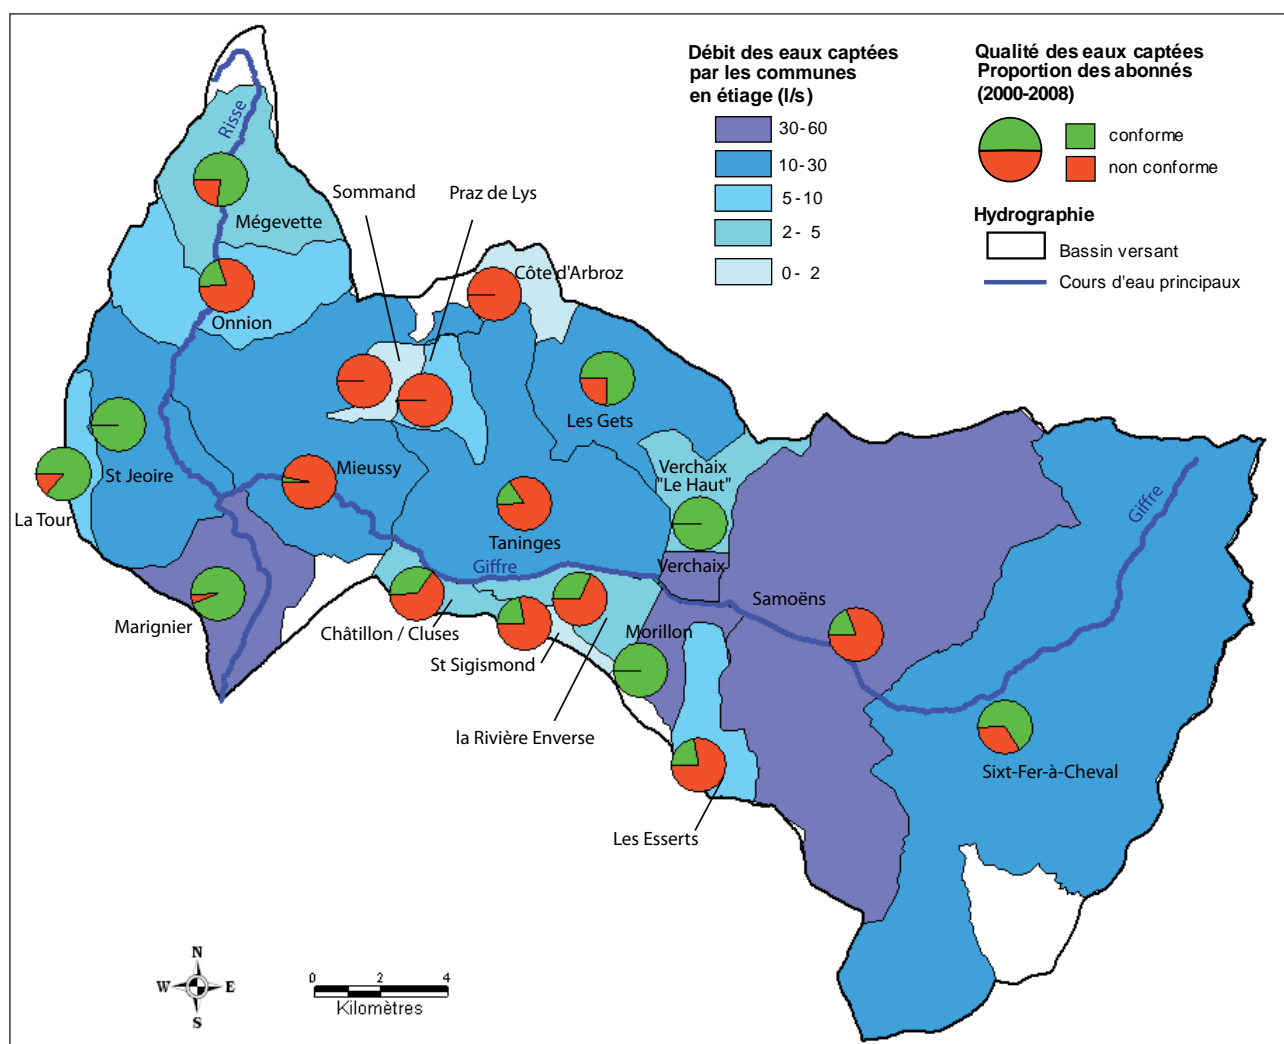 Débit des eaux captées
par les communes
en étiage (l/s)
30-60
10-30
5-10
2- 5
0- 2
Qualité des eaux captées
Proportion des abonnés
(2000-2008)
conforme
non conforme
Hydrographie
Bassin versant
Cours d'eau principaux
Risse
Mégevette
Sommand
Praz de Lys
Côte d'Arbroz
Onnion
Les Gets
St Jeoire
Mieussy
Verchaix
"Le Haut"
La Tour
Taninges
Giffre
Giffre
Verchaix
Samoëns
Marignier
Châtillon / Cluses
St Sigismond
Morillon
la Rivière Enverse
Sixt-Fer-à-Cheval
Les Esserts
N
W
E
S
0 2 4
Kilomètres